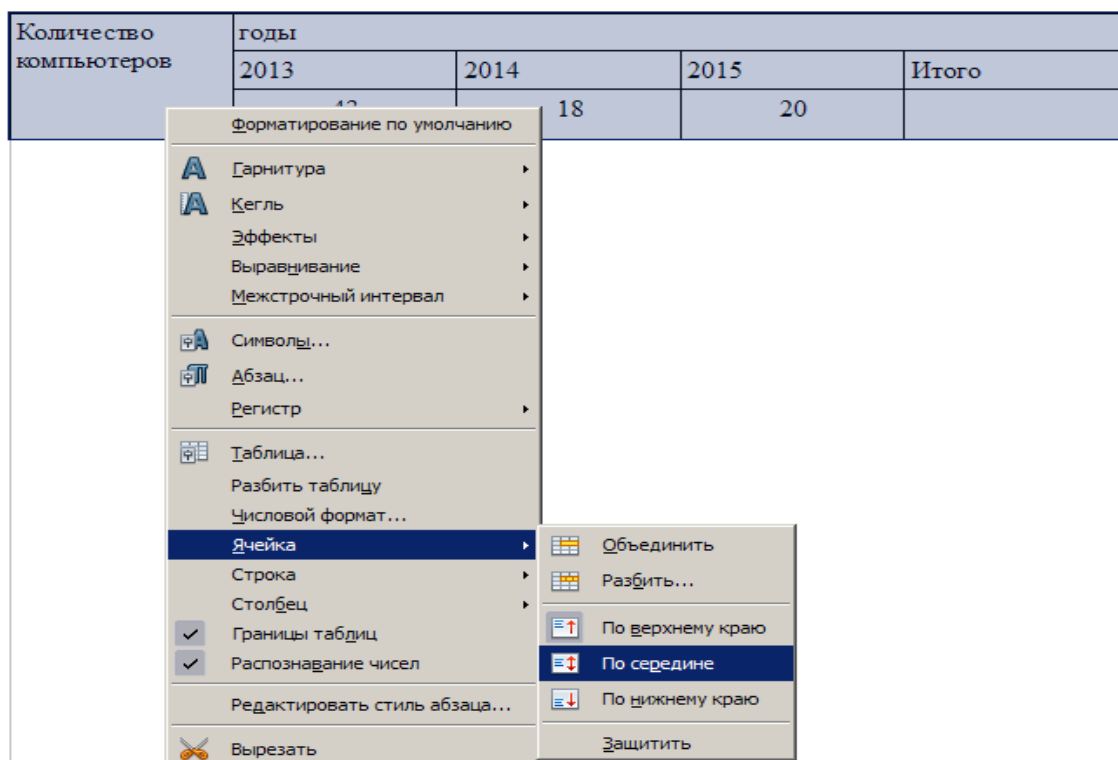 Количество компьютеров
годы
2013 2014 2015 Итого
18 20
Форматирование по умолчанию
Гарнитура
Кегль
Эффекты
Выравнивание
Межстрочный интервал
Символы...
Абзац...
Регистр
Таблица...
Разбить таблицу
Числовой формат...
Ячейка
Строка
Столбец
Границы таблиц
Распознавание чисел
Редактировать стиль абзаца...
Вырезать
Объединить
Разбить...
По верхнему краю
По середине
По нижнему краю
Защитить